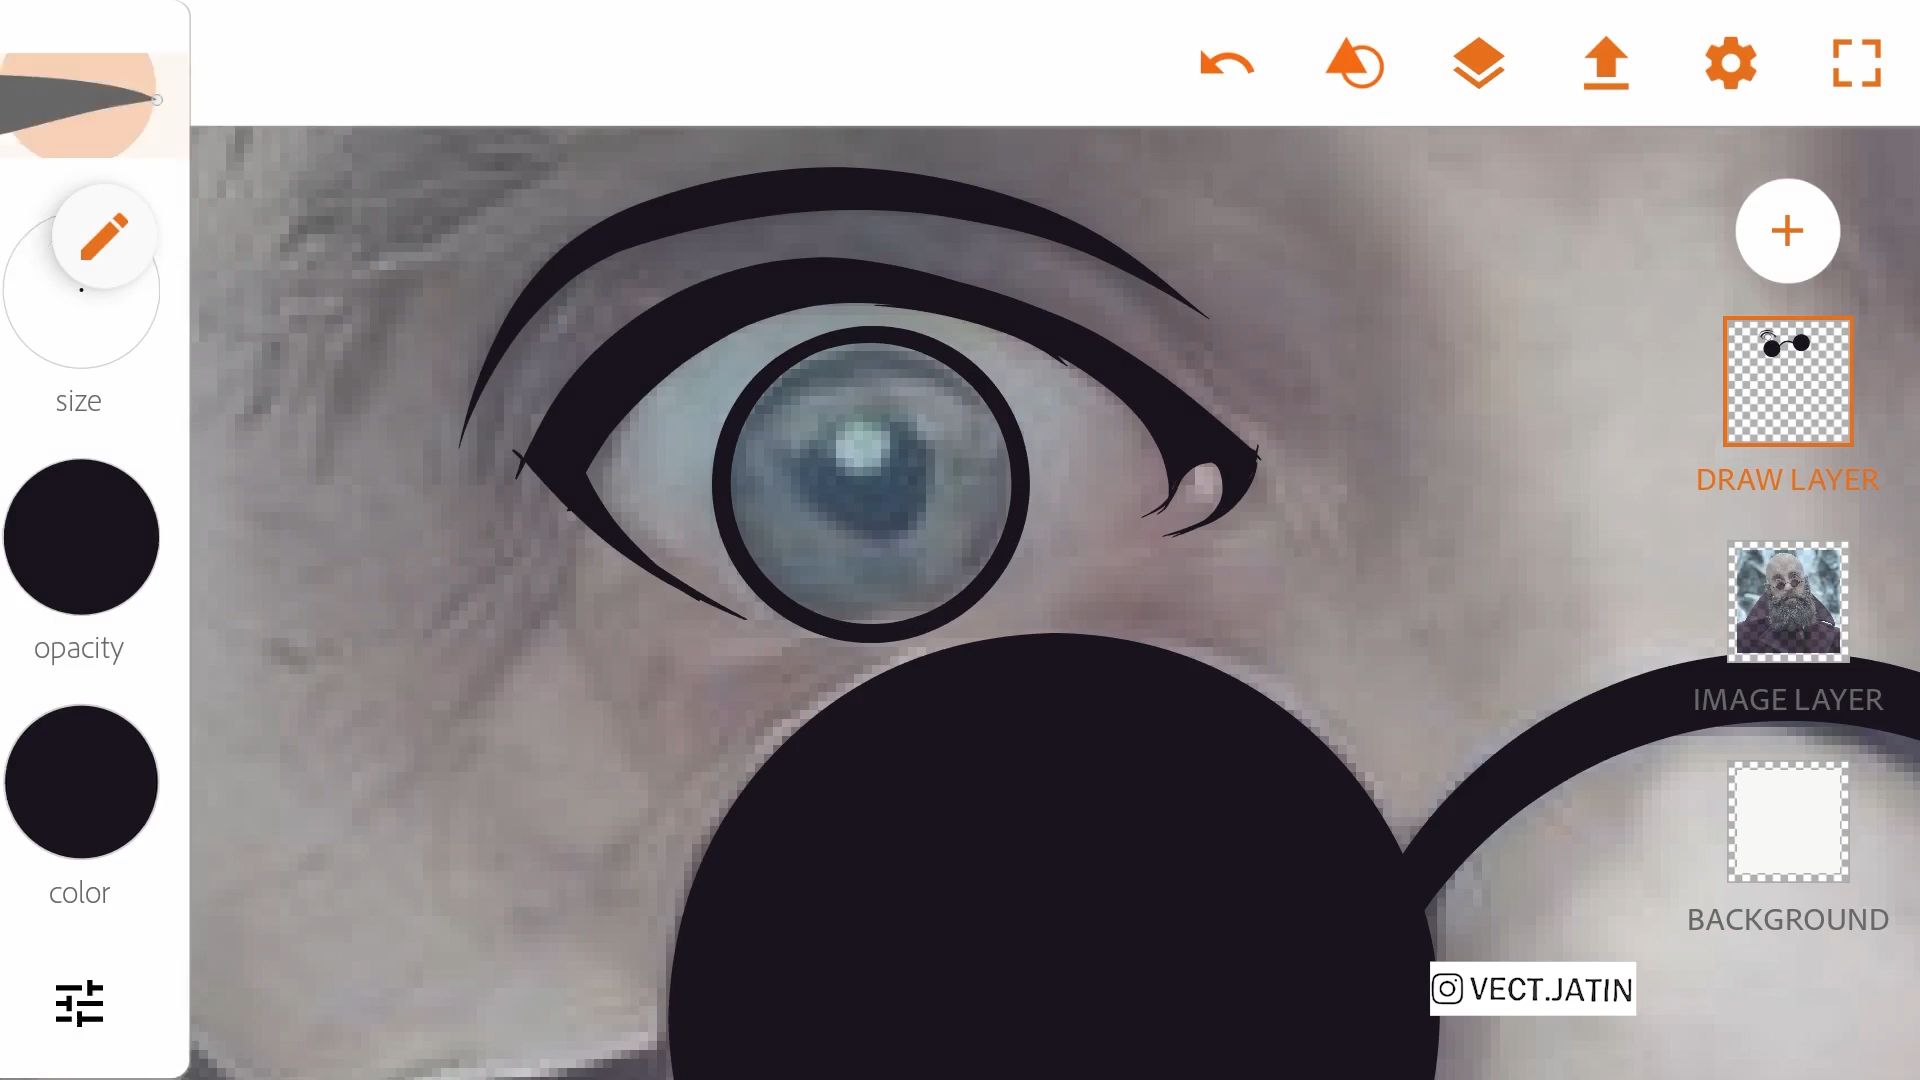 size
opacity
color
DRAW LAYER
IMAGE LAYER
BACKGROUND
VECT.JATIN